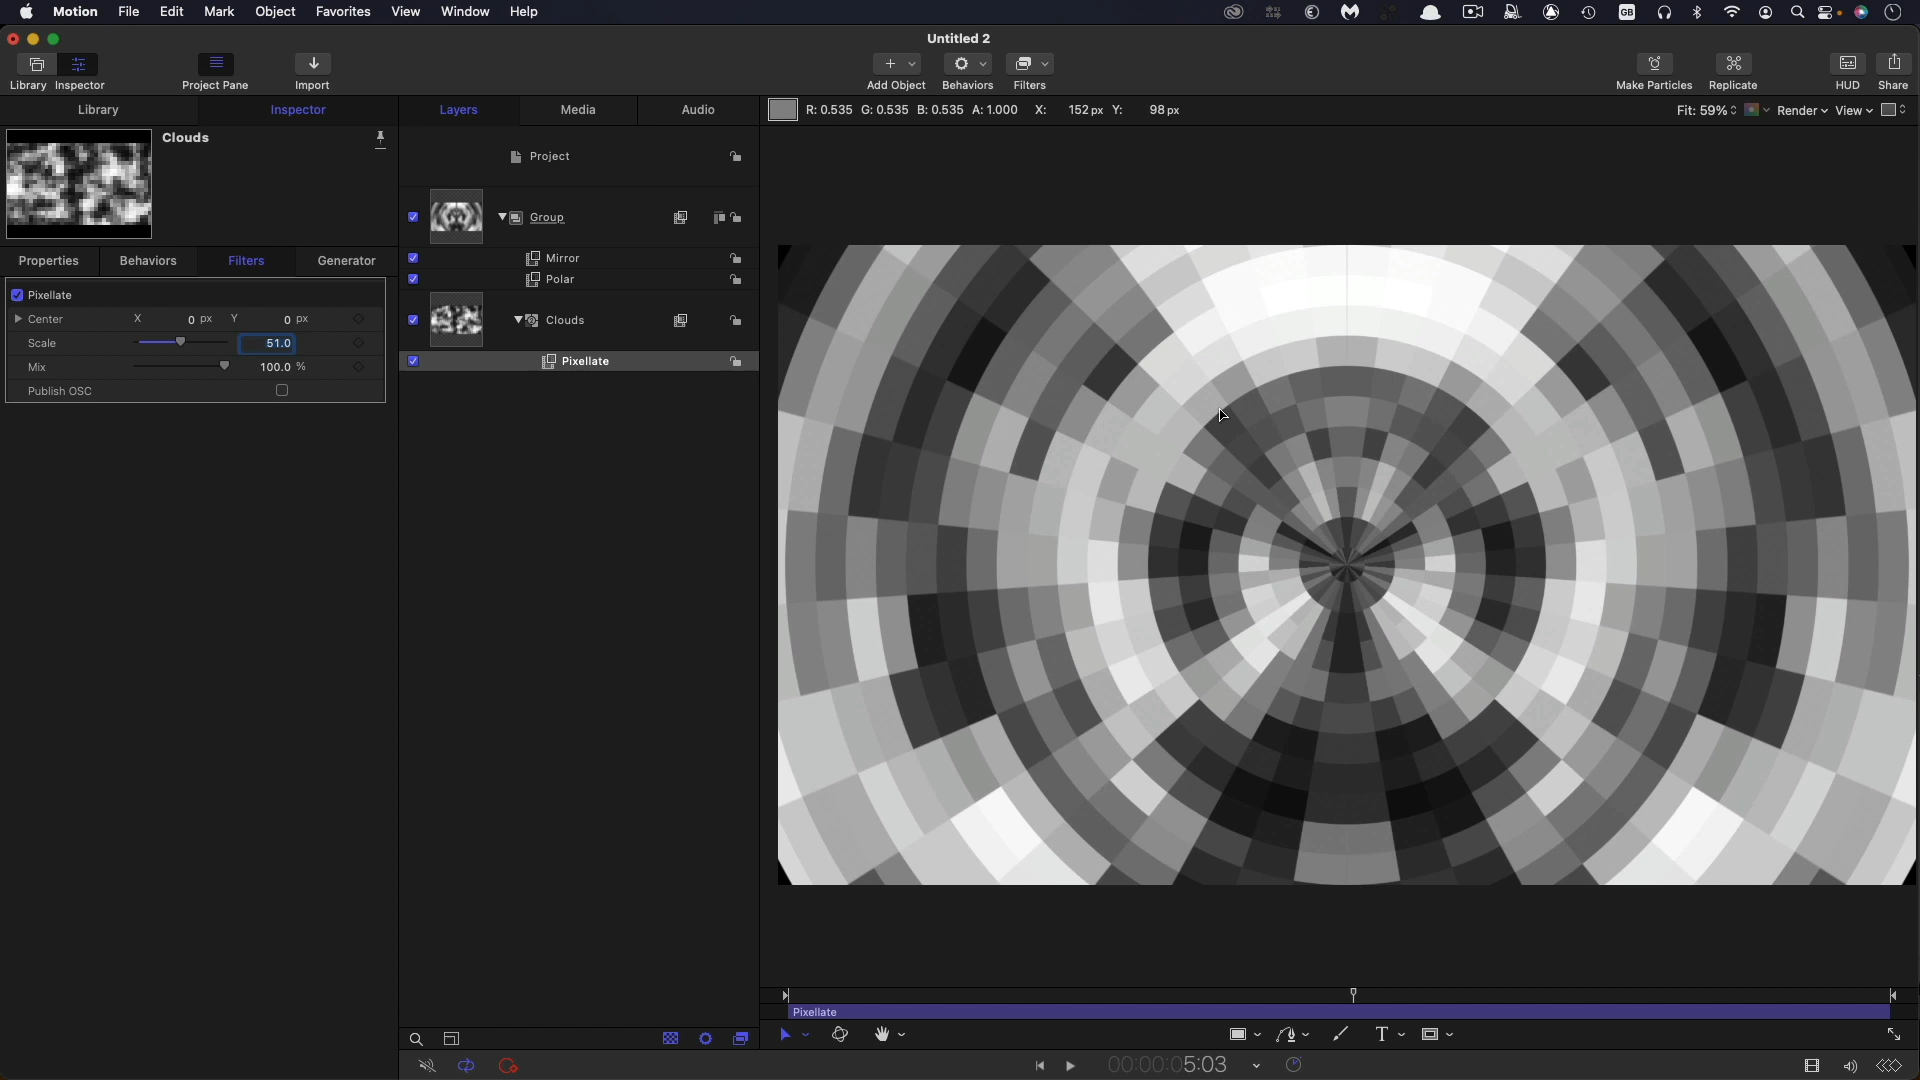 Motion File Edit Mark Object Favorites View Window Help GB
Untitled 2
Library Inspector Project Pane Import Add Object Behaviors Filters Make Particles Replicate HUD Share
Library Inspector Layers Media Audio R: 0.535 G: 0.535 B: 0.535 A: 1.000 X: 152 px Y: 98 px Fit: 59% Render View
Clouds
Project
Group
Properties Behaviors Filters Generator
Mirror
Polar
Pixellate
Center X 0 px Y 0 px
Clouds
Scale 51.0
Pixellate
Mix 100.0 %
Publish OSC
Pixellate
T
00:00:05:03